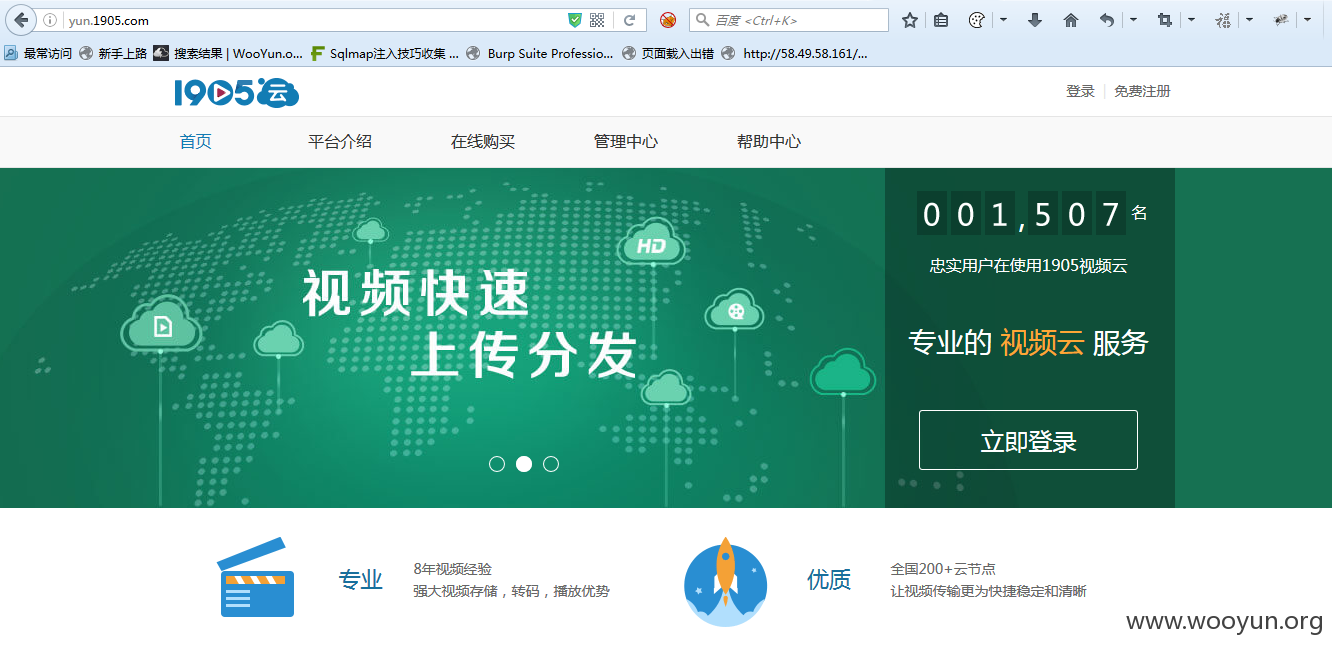 yun.1905.com
百度 <Ctrl+K>
最常访问 新手上路 搜索结果 | WooYun.o... Sqlmap注入技巧收集 ... Burp Suite Professio... 页面载入出错 http://58.49.58.161/...
1905云
登录 免费注册
首页 平台介绍 在线购买 管理中心 帮助中心
001,507 名
忠实用户在使用1905视频云
HD
视频快速
上传分发
专业的 视频云 服务
立即登录
专业
8年视频经验
强大视频存储，转码，播放优势
优质
全国200+云节点
让视频传输更为快捷稳定和清晰
www.wooyun.org